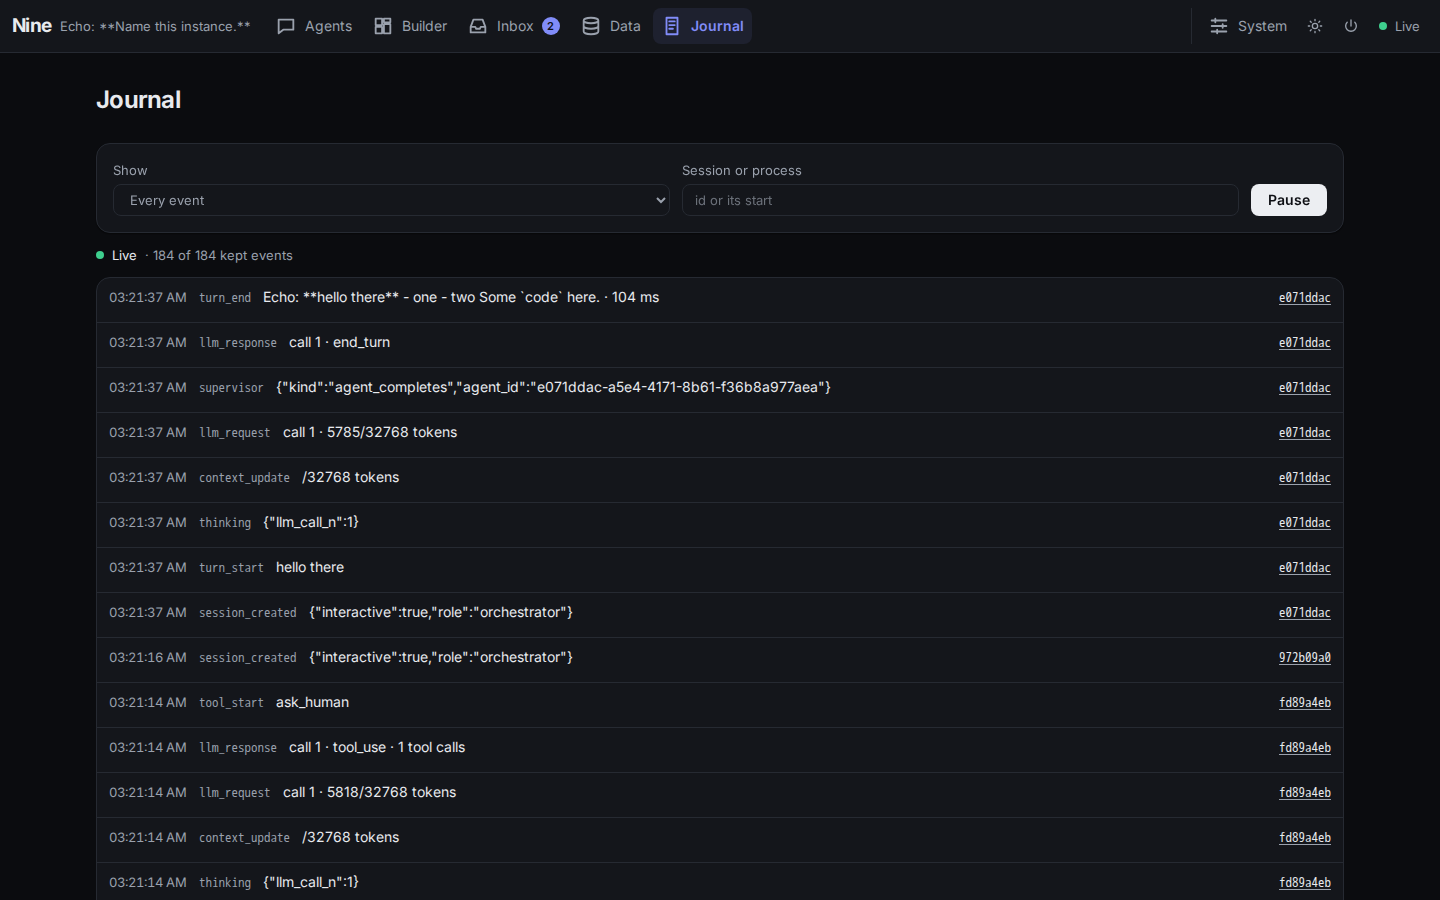 Nine Echo: **Name this instance.** Agents Builder Inbox 2 Data Journal System Live
Journal
Show Session or process
Every event id or its start Pause
Live · 184 of 184 kept events
03:21:37 AM turn_end Echo: **hello there** - one - two Some `code` here. · 104 ms e071ddac
03:21:37 AM llm_response call 1 · end_turn e071ddac
03:21:37 AM supervisor {"kind":"agent_completes","agent_id":"e071ddac-a5e4-4171-8b61-f36b8a977aea"} e071ddac
03:21:37 AM llm_request call 1 · 5785/32768 tokens e071ddac
03:21:37 AM context_update /32768 tokens e071ddac
03:21:37 AM thinking {"llm_call_n":1} e071ddac
03:21:37 AM turn_start hello there e071ddac
03:21:37 AM session_created {"interactive":true,"role":"orchestrator"} e071ddac
03:21:16 AM session_created {"interactive":true,"role":"orchestrator"} 972b09a0
03:21:14 AM tool_start ask_human fd89a4eb
03:21:14 AM llm_response call 1 · tool_use · 1 tool calls fd89a4eb
03:21:14 AM llm_request call 1 · 5818/32768 tokens fd89a4eb
03:21:14 AM context_update /32768 tokens fd89a4eb
03:21:14 AM thinking {"llm_call_n":1} fd89a4eb